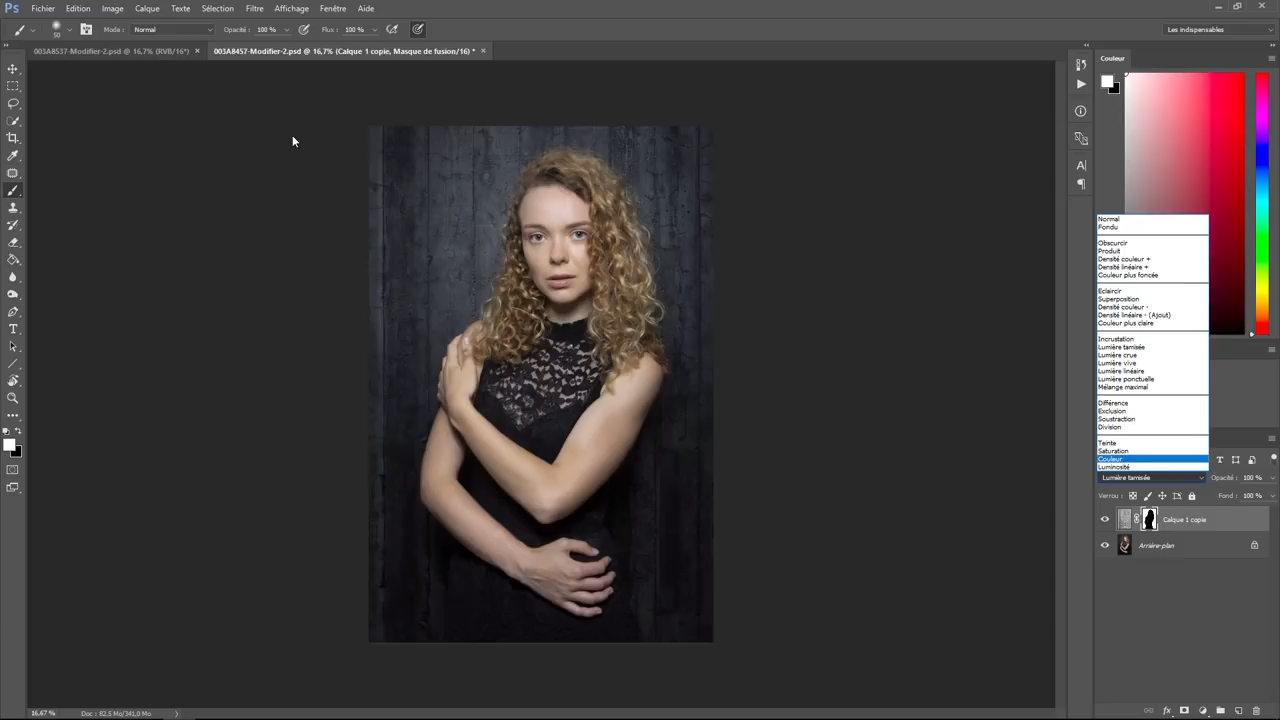 Ps Fichier Edition Image Calque Texte Sélection Filtre Affichage Fenêtre Aide
50 Mode : Normal Opacité : 100 % Flux : 100 % Les indispensables
003A8537-Modifier-2.psd @ 16,7% (RVB/16*) × 003A8457-Modifier-2.psd @ 16,7% (Calque 1 copie, Masque de fusion/16) * ×
Couleur
Normal
Fondu
Obscurcir
Produit
Densité couleur +
Densité linéaire +
Couleur plus foncée
Eclaircir
Superposition
Densité couleur -
Densité linéaire - (Ajout)
Couleur plus claire
Incrustation
Lumière tamisée
Lumière crue
Lumière vive
Lumière linéaire
Lumière ponctuelle
Mélange maximal
Différence
Exclusion
Soustraction
Division
Teinte
Saturation
Couleur
Luminosité
Lumière tamisée Opacité : 100 %
Verrou : Fond : 100 %
Calque 1 copie
Arrière-plan
16.67 % Doc : 62.5 Mo/341.0 Mo